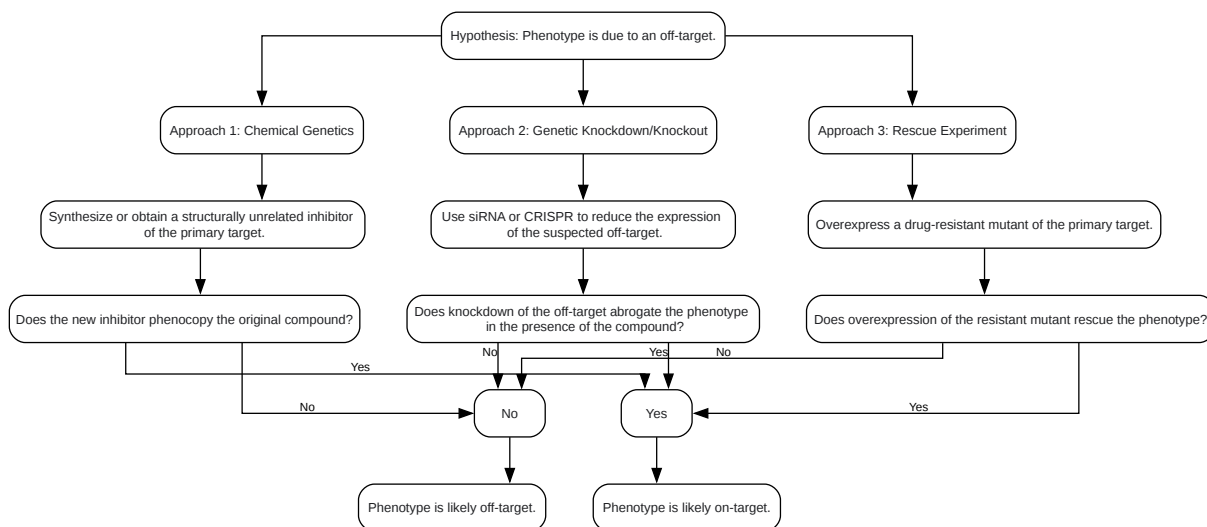 Hypothesis: Phenotype is due to an off-target.
Approach 1: Chemical Genetics
Approach 2: Genetic Knockdown/Knockout
Approach 3: Rescue Experiment
Synthesize or obtain a structurally unrelated inhibitor
of the primary target.
Use siRNA or CRISPR to reduce the expression
of the suspected off-target.
Overexpress a drug-resistant mutant of the primary target.
Does the new inhibitor phenocopy the original compound?
Does knockdown of the off-target abrogate the phenotype
in the presence of the compound?
Does overexpression of the resistant mutant rescue the phenotype?
No
Yes
No
Yes
No
Yes
No
Yes
Phenotype is likely off-target.
Phenotype is likely on-target.